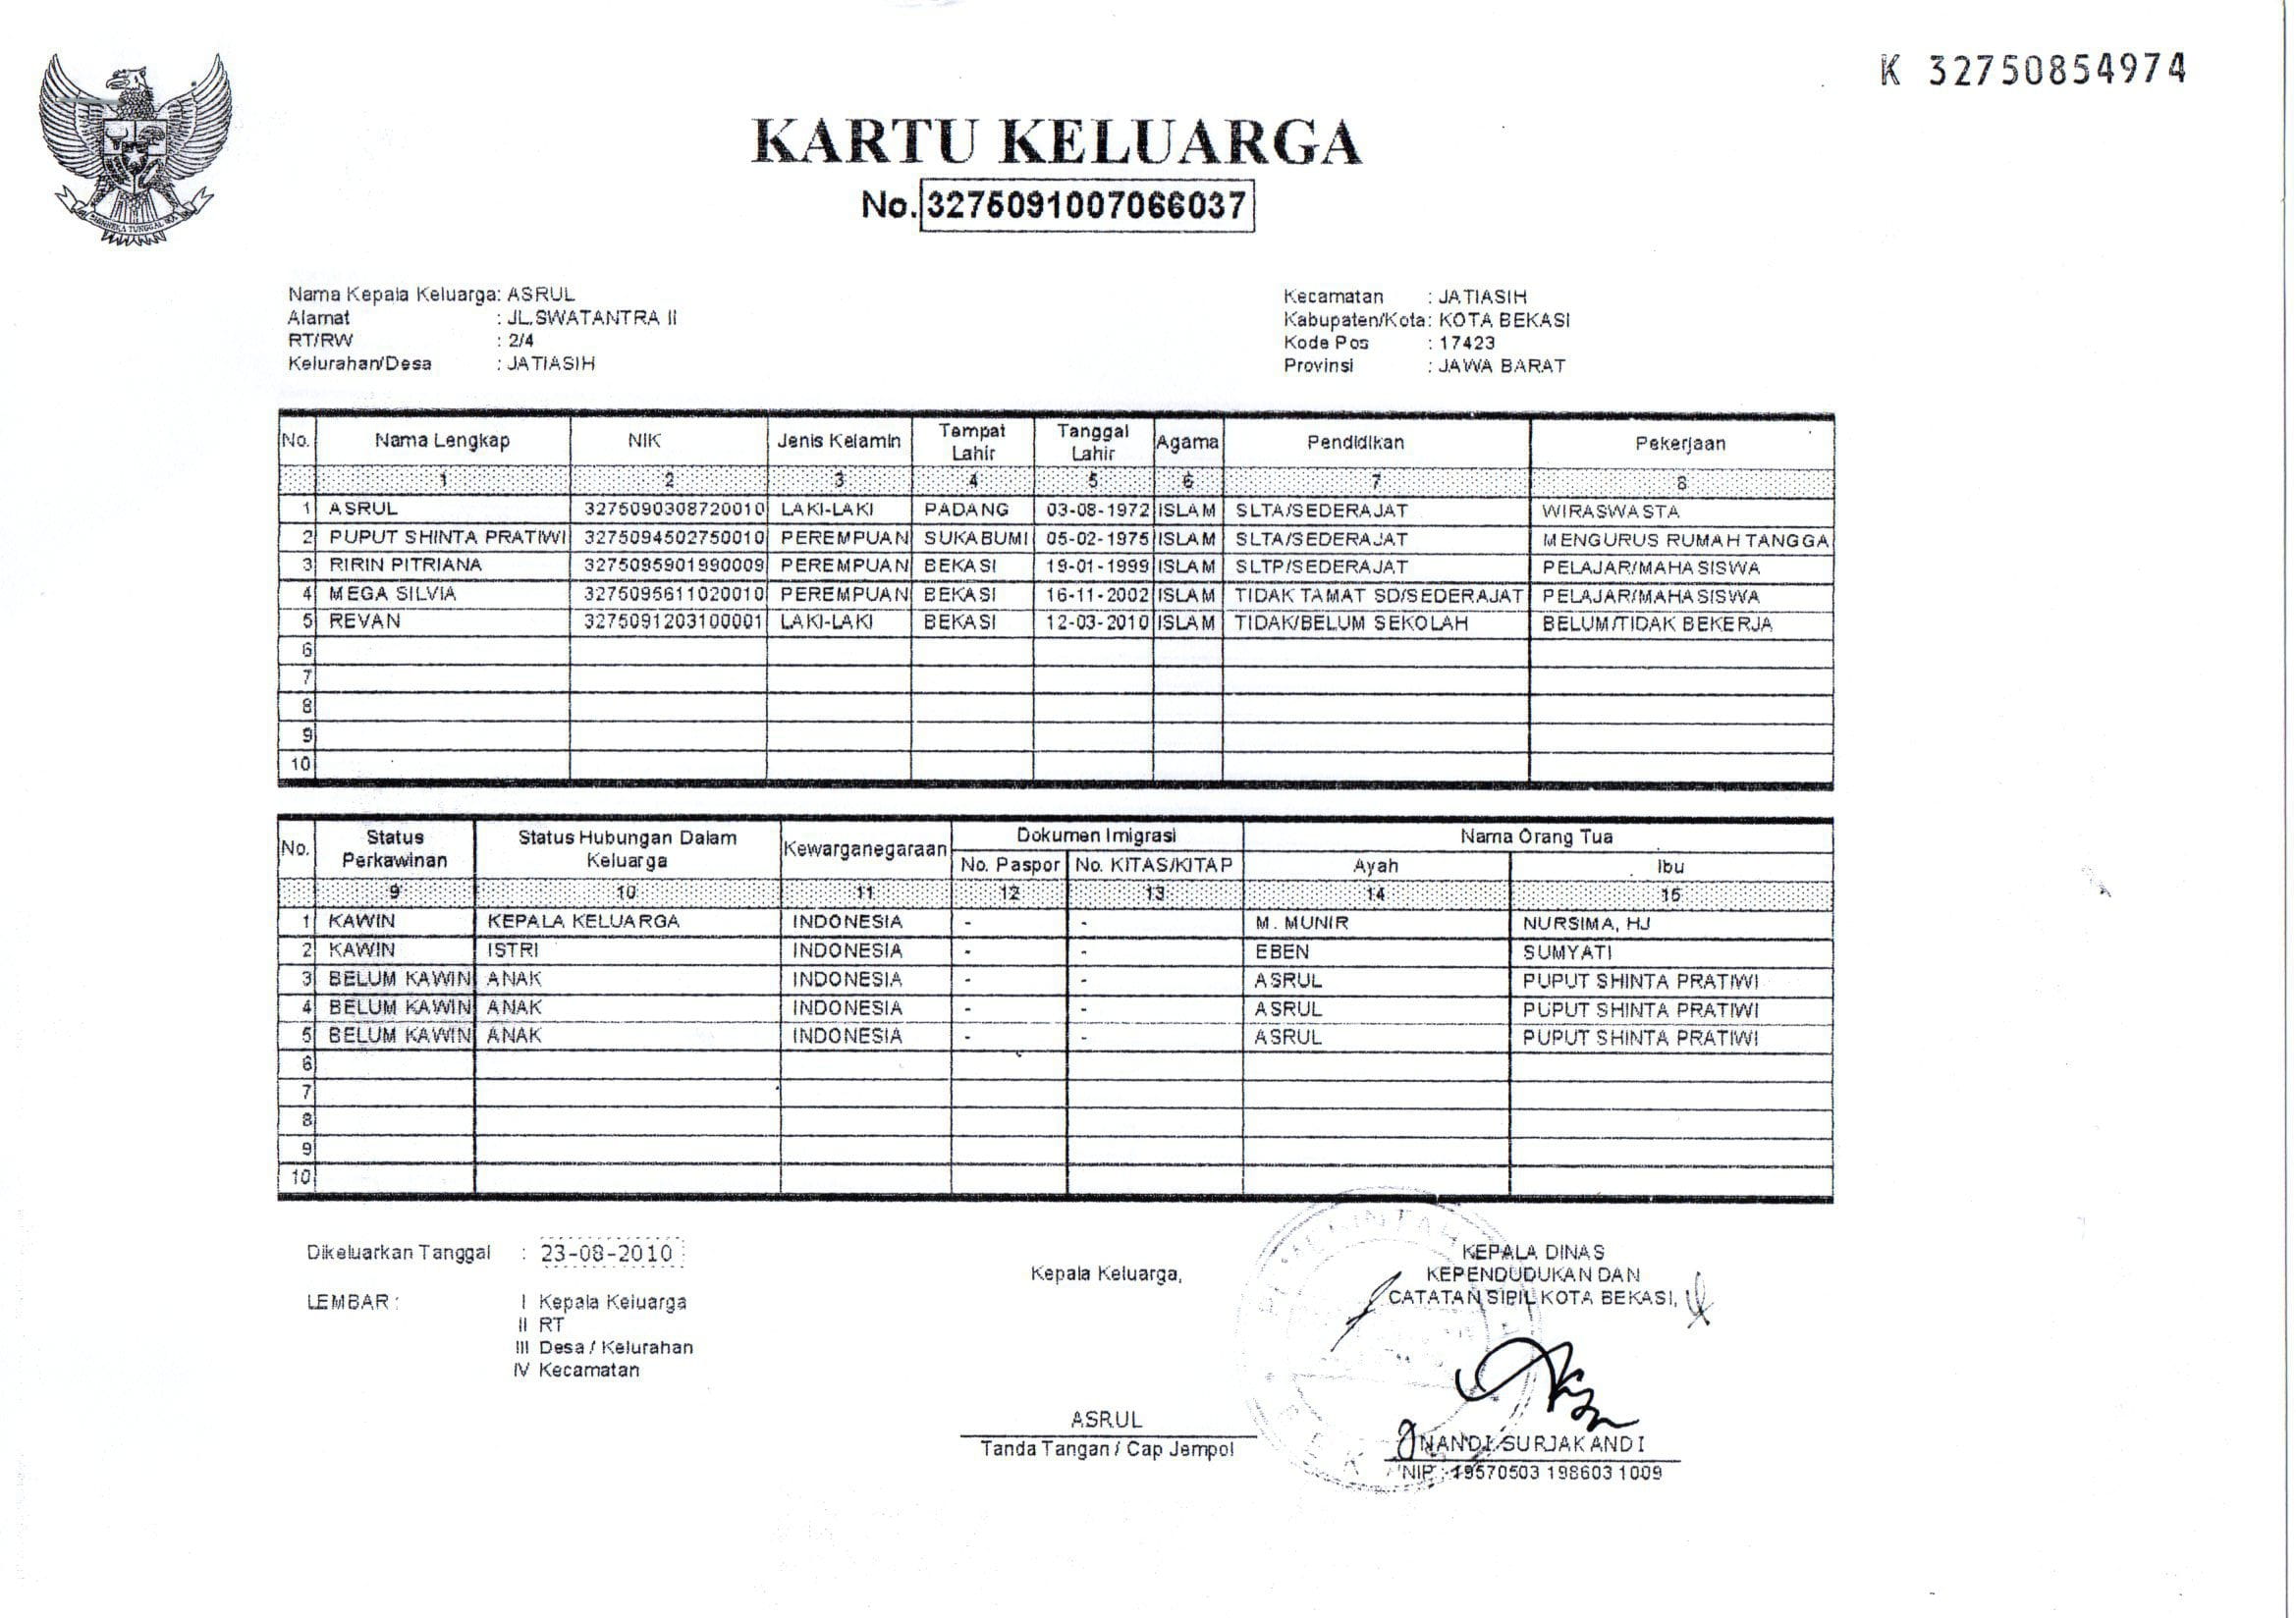 K 3275085 4974
KARTU KELUARGA
No. 3275091007066037
Nama Kepala Keluarga: ASRUL
Alamat : JL.SWATANTRA II
RT/RW : 2/4
Kelurahan/Desa : JATIASIH
Kecamatan : JATIASIH
Kabupaten/Kota: KOTA BEKASI
Kode Pos : 17423
Provinsi : JAWA BARAT
No. Nama Lengkap NIK Jenis Kelamin Tempat Lahir Tanggal Lahir Agama Pendidikan Pekerjaan
1 2 3 4 5 6 7 8
1 ASRUL 3275090308720010 LAKI-LAKI PADANG 03-08-1972 ISLAM SLTA/SEDERAJAT WIRASWASTA
2 PUPUT SHINTA PRATIWI 3275094502750010 PEREMPUAN SUKABUMI 05-02-1975 ISLAM SLTA/SEDERAJAT MENGURUS RUMAH TANGGA
3 RIRIN PITRIANA 3275095901990009 PEREMPUAN BEKASI 19-01-1999 ISLAM SLTP/SEDERAJAT PELAJAR/MAHASISWA
4 MEGA SILVIA 3275095611020010 PEREMPUAN BEKASI 16-11-2002 ISLAM TIDAK TAMAT SD/SEDERAJAT PELAJAR/MAHASISWA
5 REVAN 3275091203100001 LAKI-LAKI BEKASI 12-03-2010 ISLAM TIDAK/BELUM SEKOLAH BELUM/TIDAK BEKERJA
6
7
8
9
10
No. Status Perkawinan Status Hubungan Dalam Keluarga Kewarganegaraan Dokumen Imigrasi Nama Orang Tua
No. Paspor No. KITAS/KITAP Ayah Ibu
9 10 11 12 13 14 15
1 KAWIN KEPALA KELUARGA INDONESIA - - M. MUNIR NURSIMA, HJ
2 KAWIN ISTRI INDONESIA - - EBEN SUMYATI
3 BELUM KAWIN ANAK INDONESIA - - ASRUL PUPUT SHINTA PRATIWI
4 BELUM KAWIN ANAK INDONESIA - - ASRUL PUPUT SHINTA PRATIWI
5 BELUM KAWIN ANAK INDONESIA - - ASRUL PUPUT SHINTA PRATIWI
6
7
8
9
10
Dikeluarkan Tanggal : 23-08-2010
LEMBAR : I Kepala Keluarga
II RT
III Desa / Kelurahan
IV Kecamatan
Kepala Keluarga,
ASRUL
Tanda Tangan / Cap Jempol
KEPALA DINAS
KEPENDUDUKAN DAN
CATATAN SIPIL KOTA BEKASI,
NANDI SURJAKANDI
NIP : 19570503 198603 1 009